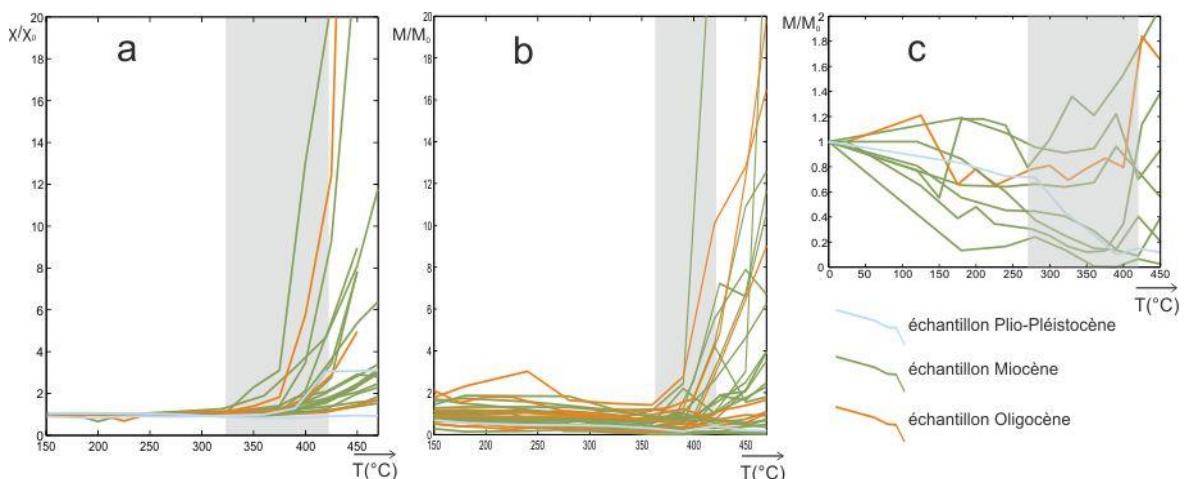 χ/χ₀
a
20
18
16
14
12
10
8
6
4
2
0
150 200 250 300 350 400 450
T(°C)
M/M₀
b
20
18
16
14
12
10
8
6
4
2
0
150 200 250 300 350 400 450
T(°C)
M/M₀
c
2
1.8
1.6
1.4
1.2
1
0.8
0.6
0.4
0.2
0
0 50 100 150 200 250 300 350 400 450
T(°C)
échantillon Plio-Pléistocène
échantillon Miocène
échantillon Oligocène